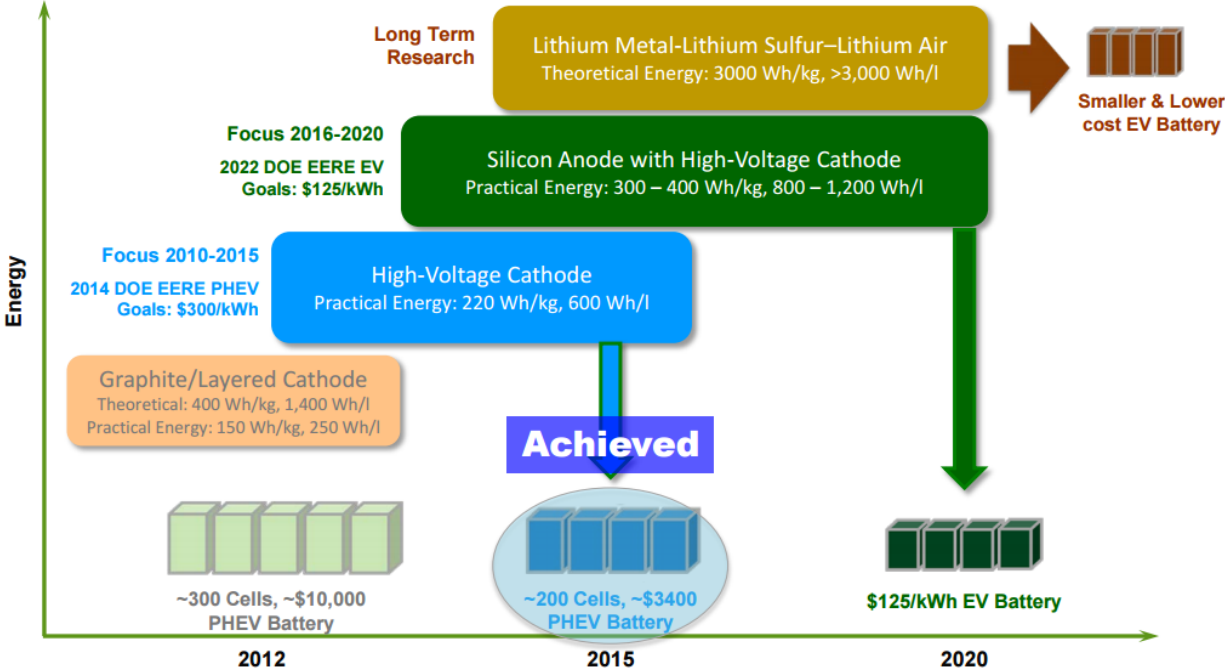 Long Term
Research
Lithium Metal-Lithium Sulfur–Lithium Air
Theoretical Energy: 3000 Wh/kg, >3,000 Wh/l
Smaller & Lower
cost EV Battery
Focus 2016-2020
2022 DOE EERE EV
Goals: $125/kWh
Silicon Anode with High-Voltage Cathode
Practical Energy: 300 – 400 Wh/kg, 800 – 1,200 Wh/l
Focus 2010-2015
2014 DOE EERE PHEV
Goals: $300/kWh
High-Voltage Cathode
Practical Energy: 220 Wh/kg, 600 Wh/l
Energy
Graphite/Layered Cathode
Theoretical: 400 Wh/kg, 1,400 Wh/l
Practical Energy: 150 Wh/kg, 250 Wh/l
Achieved
~300 Cells, ~$10,000
PHEV Battery
~200 Cells, ~$3400
PHEV Battery
$125/kWh EV Battery
2012
2015
2020